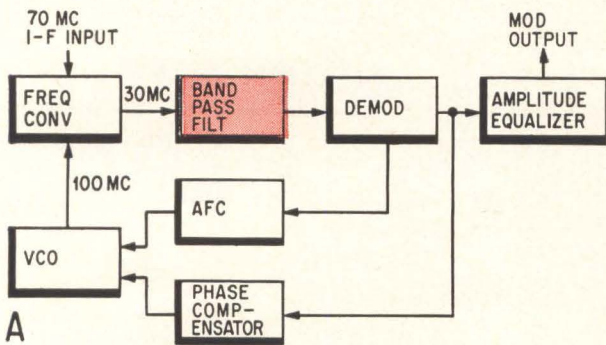 70 MC
I-F INPUT
MOD
OUTPUT
FREQ
CONV
30MC
BAND
PASS
FILT
DEMOD
AMPLITUDE
EQUALIZER
100 MC
AFC
VCO
PHASE
COMP-
ENSATOR
A